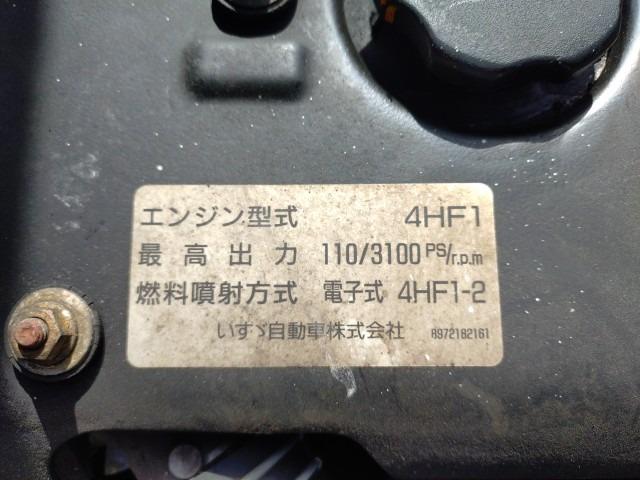 エンジン型式 4HF1
最高出力 110/3100 PS/r.p.m
燃料噴射方式 電子式 4HF1-2
いすゞ自動車株式会社 8972182161